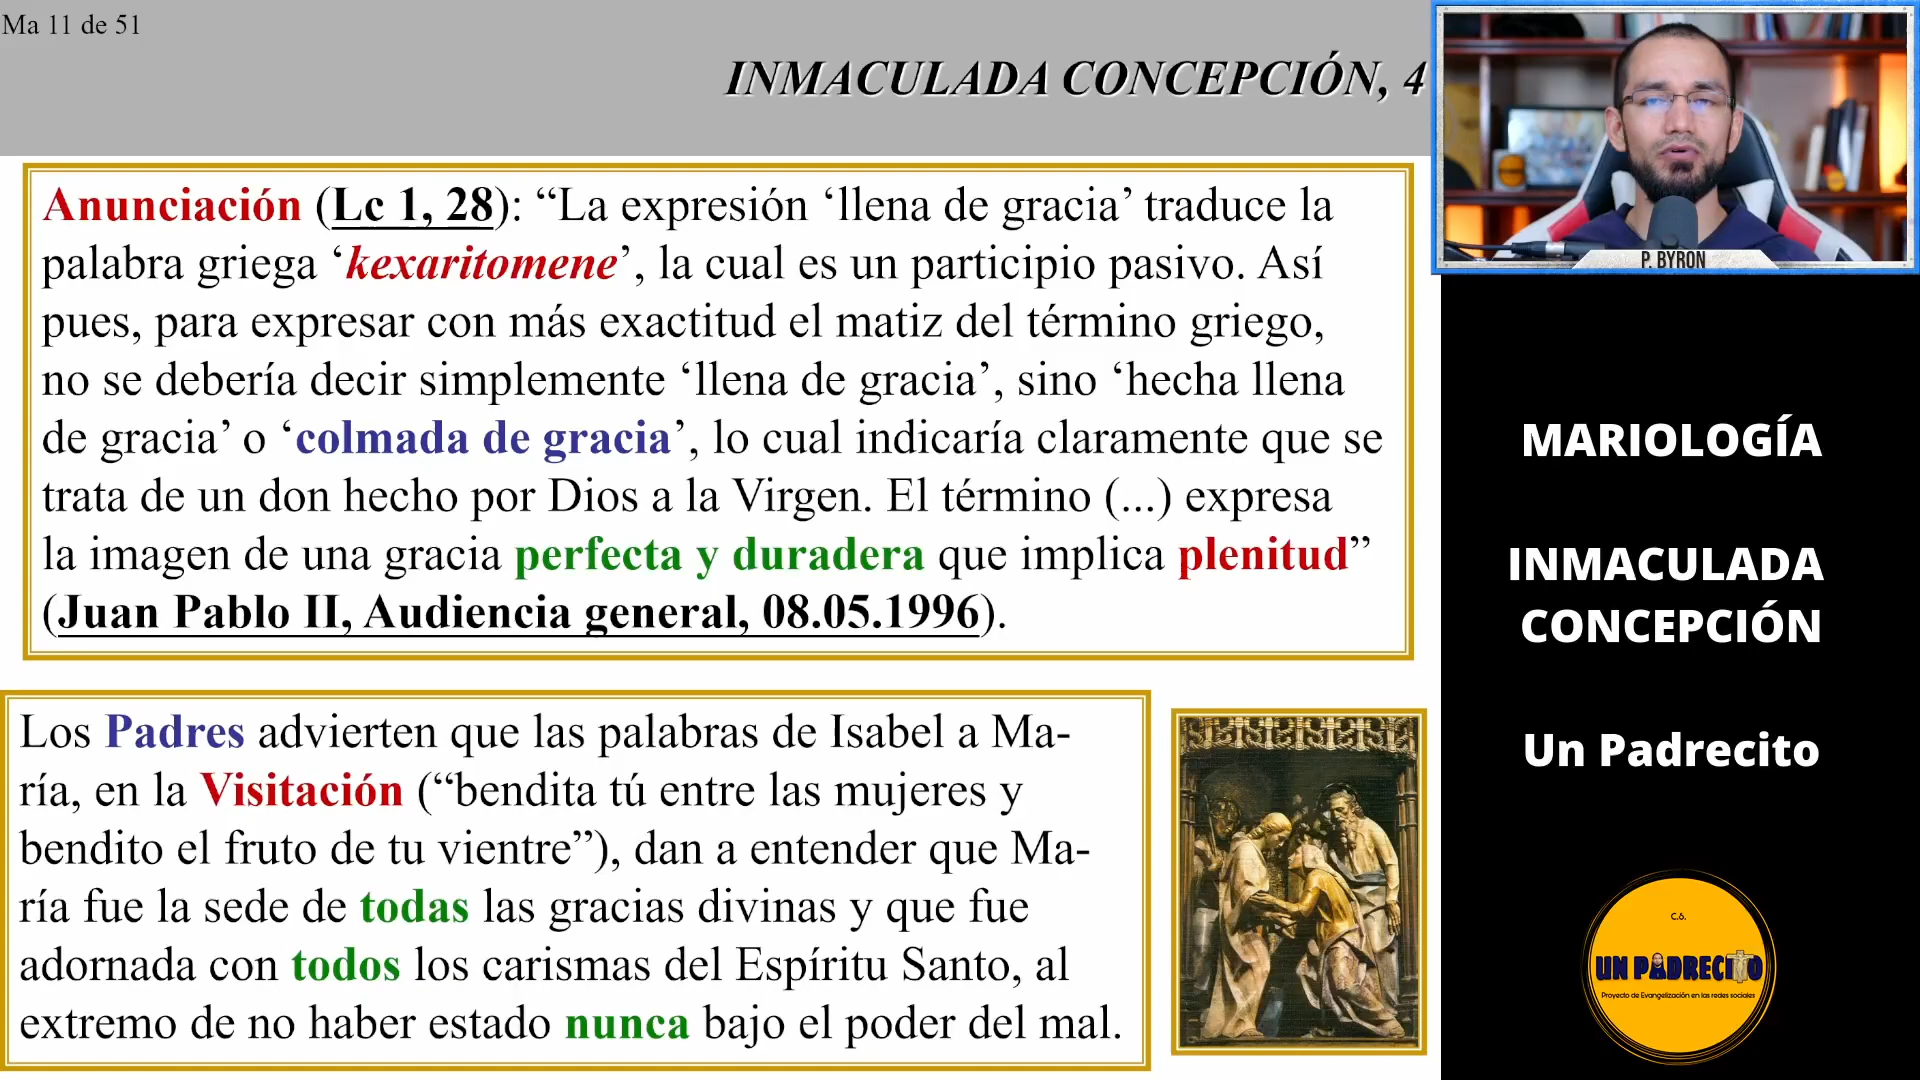 Ma 11 de 51
INMACULADA CONCEPCIÓN, 4
Anunciación (Lc 1, 28): “La expresión ‘llena de gracia’ traduce la
palabra griega ‘kexaritomene’, la cual es un participio pasivo. Así
pues, para expresar con más exactitud el matiz del término griego,
no se debería decir simplemente ‘llena de gracia’, sino ‘hecha llena
de gracia’ o ‘colmada de gracia’, lo cual indicaría claramente que se
trata de un don hecho por Dios a la Virgen. El término (...) expresa
la imagen de una gracia perfecta y duradera que implica plenitud”
(Juan Pablo II, Audiencia general, 08.05.1996).
Los Padres advierten que las palabras de Isabel a Ma-
ría, en la Visitación (“bendita tú entre las mujeres y
bendito el fruto de tu vientre”), dan a entender que Ma-
ría fue la sede de todas las gracias divinas y que fue
adornada con todos los carismas del Espíritu Santo, al
extremo de no haber estado nunca bajo el poder del mal.
P. BYRON
MARIOLOGÍA
INMACULADA
CONCEPCIÓN
Un Padrecito
C.6.
UN PADRECITO
Proyecto de Evangelización en las redes sociales